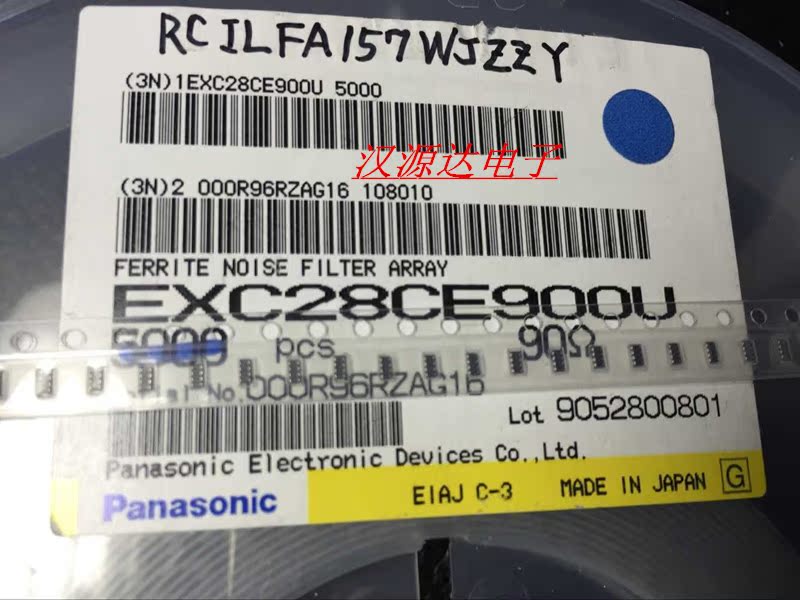 RCILFA157WJZZY
(3N)1EXC28CE900U 5000
汉源达电子
(3N)2 000R96RZAG16 108010
FERRITE NOISE FILTER ARRAY
EXC28CE900U
5000 pcs 90Ω
Serial No.000R96RZAG16
Lot 9052800801
Panasonic Electronic Devices Co.,Ltd.
Panasonic EIAJ C-3 MADE IN JAPAN G